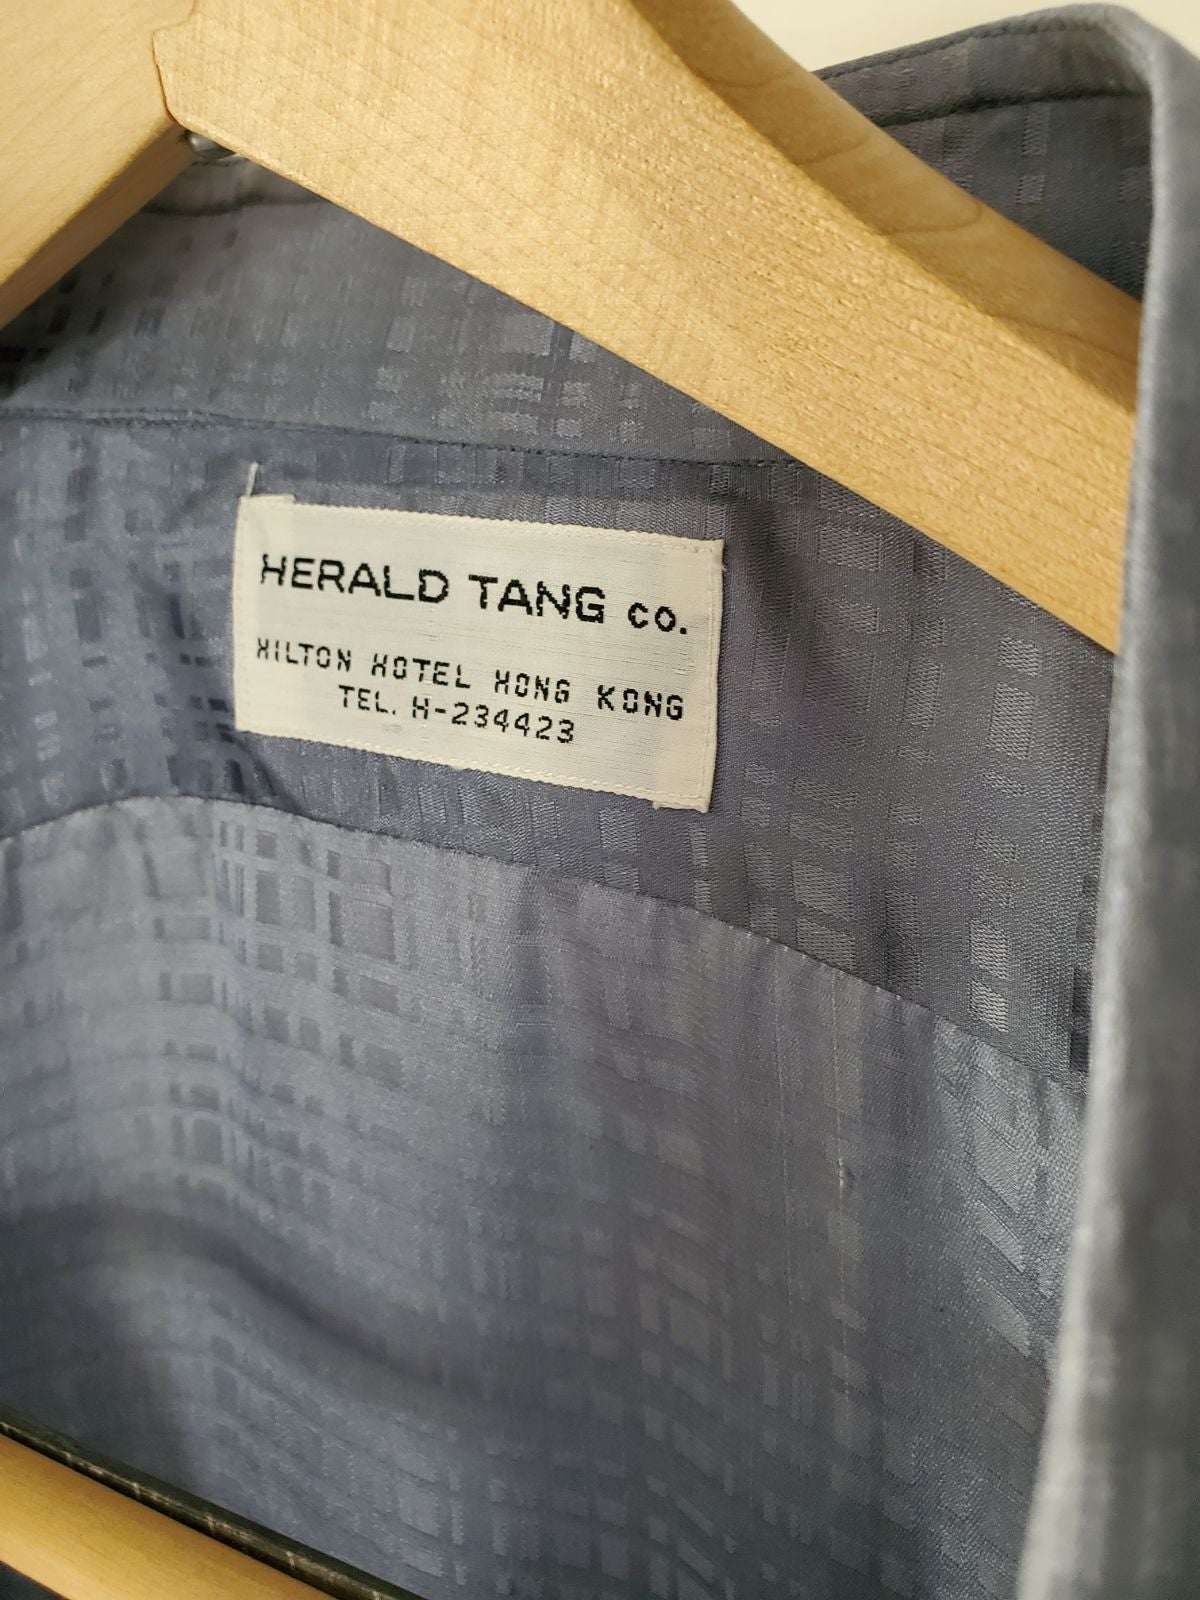 HERALD TANG co.
HILTON HOTEL HONG KONG
TEL. H-234423